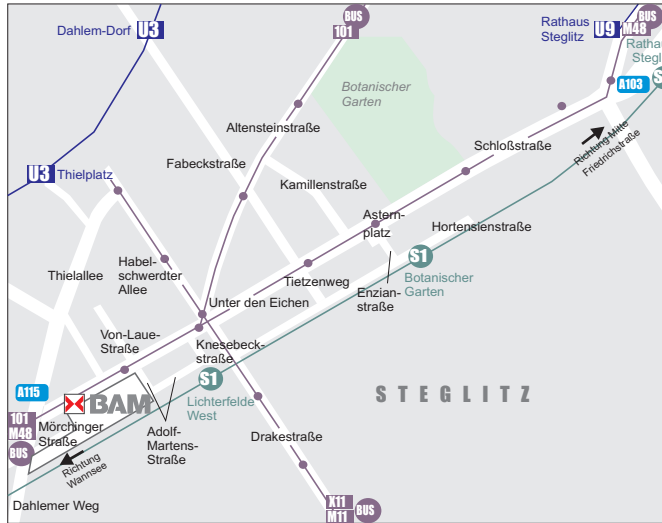 U3
Dahlem-Dorf
BUS
101
Rathaus
Steglitz
U9
BUS
M48
Botanischer
Garten
A103
Altensteinstraße
Richtung Mitte
Friedrichstraße
Schloßstraße
Fabeckstraße
U3
Thielplatz
Kamillenstraße
Astern-
platz
Hortensienstraße
Habel-
schwerdter
Allee
Thielallee
S1
Botanischer
Garten
Tietzenweg
Enzian-
straße
Unter den Eichen
Von-Laue-
Straße
Knesebeck-
straße
S1
Lichterfelde
West
STEGLITZ
A115
BAM
101
M48
BUS
Mörchinger
Straße
Adolf-
Martens-
Straße
Drakestraße
Richtung
Wannsee
Dahlemer Weg
X11
M11
BUS